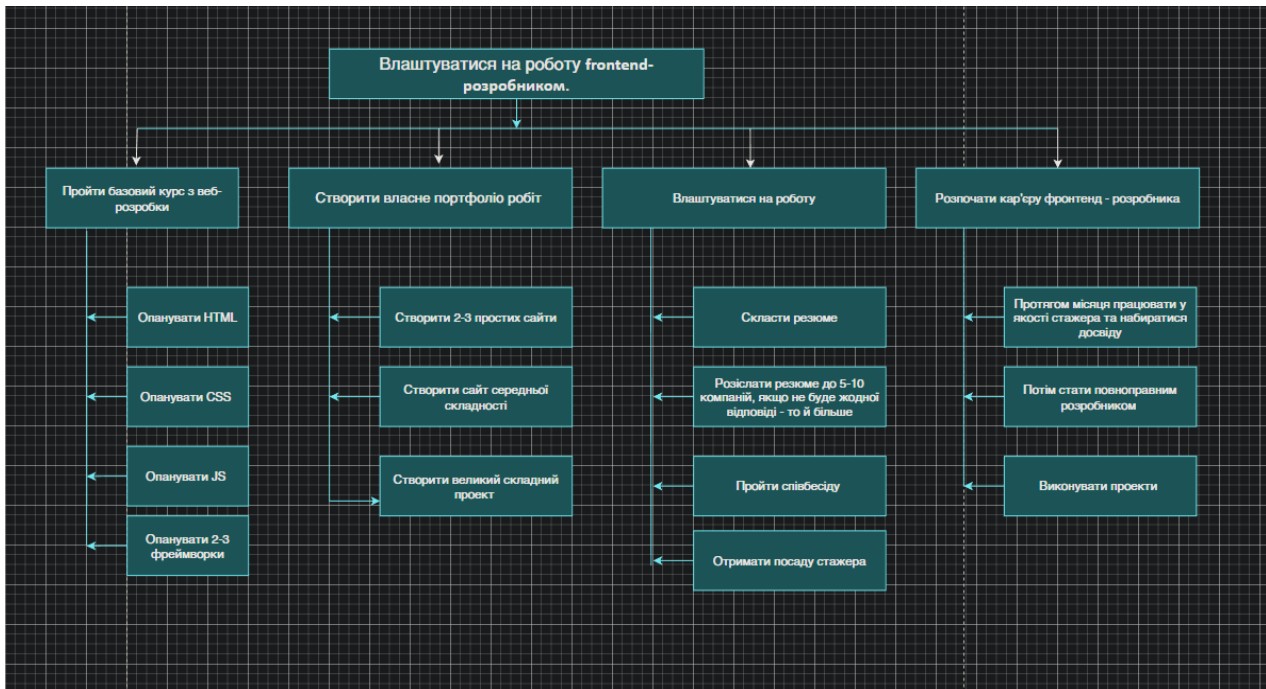 Влаштуватися на роботу frontend-
розробником.
Пройти базовий курс з веб-
розробки
Створити власне портфоліо робіт
Влаштуватися на роботу
Розпочати кар'єру фронтенд - розробника
Опанувати HTML
Опанувати CSS
Опанувати JS
Опанувати 2-3
фреймворки
Створити 2-3 простих сайти
Створити сайт середньої
складності
Створити великий складний
проект
Скласти резюме
Розіслати резюме до 5-10
компаній, якщо не буде жодної
відповіді - то й більше
Пройти співбесіду
Отримати посаду стажера
Протягом місяця працювати у
якості стажера та набиратися
досвіду
Потім стати повноправним
розробником
Виконувати проекти